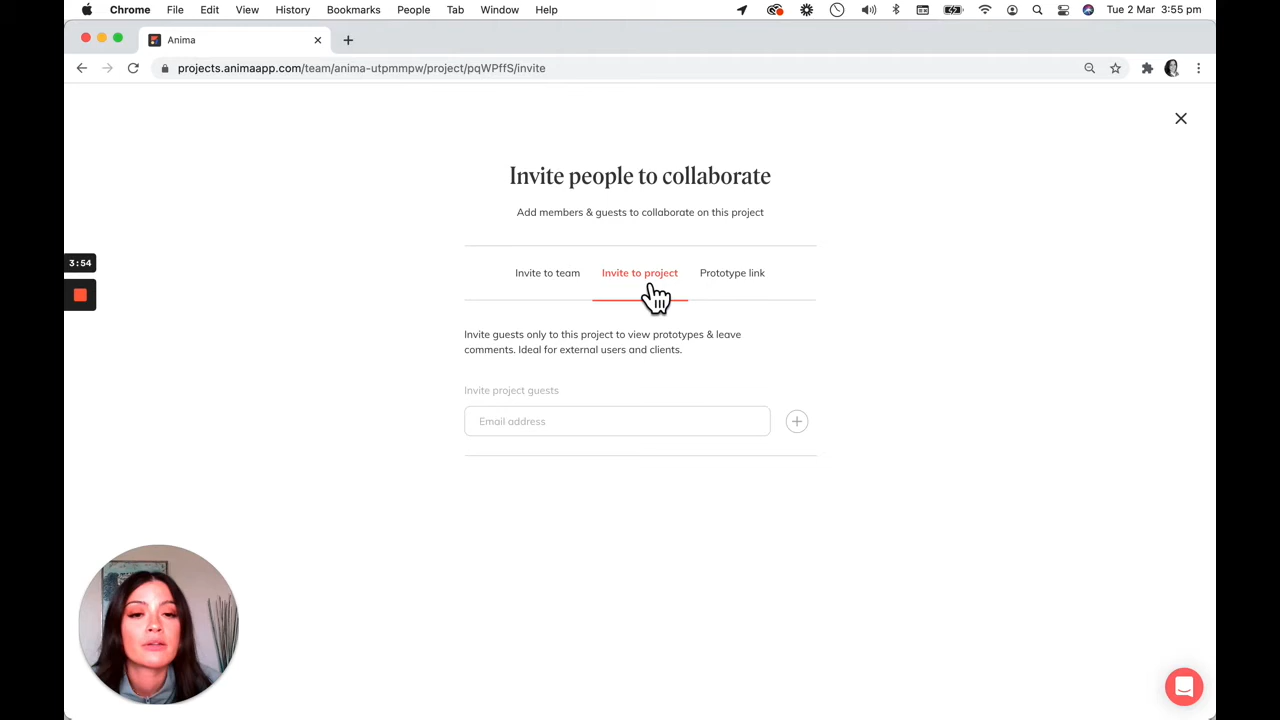 Chrome File Edit View History Bookmarks People Tab Window Help Tue 2 Mar 3:55 pm
Anima
projects.animaapp.com/team/anima-utpmmpw/project/pqWPffS/invite
Invite people to collaborate
Add members & guests to collaborate on this project
3:54
Invite to team Invite to project Prototype link
Invite guests only to this project to view prototypes & leave
comments. Ideal for external users and clients.
Invite project guests
Email address